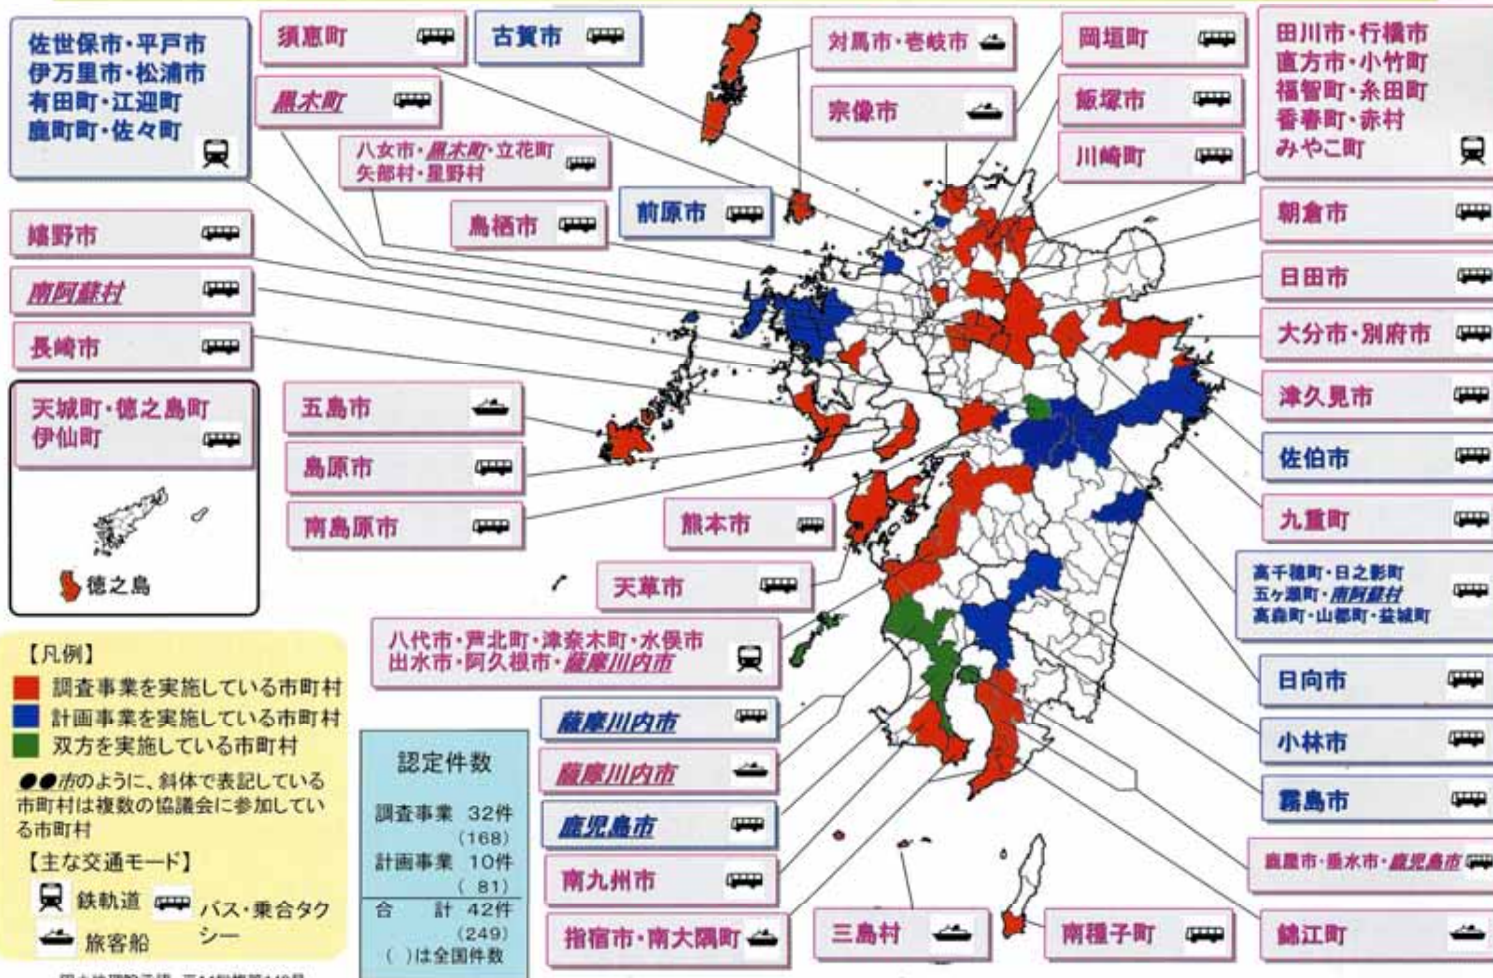 佐世保市・平戸市
伊万里市・松浦市
有田町・江迎町
鹿町町・佐々町
須恵町
古賀市
対馬市・壱岐市
岡垣町
田川市・行橋市
直方市・小竹町
福智町・糸田町
香春町・赤村
みやこ町
黒木町
宗像市
飯塚市
八女市・黒木町・立花町
矢部村・星野村
川崎町
鳥栖市
前原市
朝倉市
嬉野市
日田市
南阿蘇村
大分市・別府市
長崎市
津久見市
天城町・徳之島町
伊仙町
徳之島
五島市
佐伯市
島原市
南島原市
熊本市
九重町
天草市
高千穂町・日之影町
五ヶ瀬町・南阿蘇村
高森町・山都町・益城町
八代市・芦北町・津奈木町・水俣市
出水市・阿久根市・薩摩川内市
日向市
薩摩川内市
小林市
薩摩川内市
霧島市
鹿児島市
南九州市
鹿屋市・垂水市・鹿児島市
指宿市・南大隅町
三島村
南種子町
錦江町
【凡例】
調査事業を実施している市町村
計画事業を実施している市町村
双方を実施している市町村
●●市のように、斜体で表記している
市町村は複数の協議会に参加してい
る市町村
【主な交通モード】
鉄軌道
バス・乗合タク
シー
旅客船
認定件数
調査事業 32件
(168)
計画事業 10件
( 81)
合 計 42件
(249)
( )は全国件数